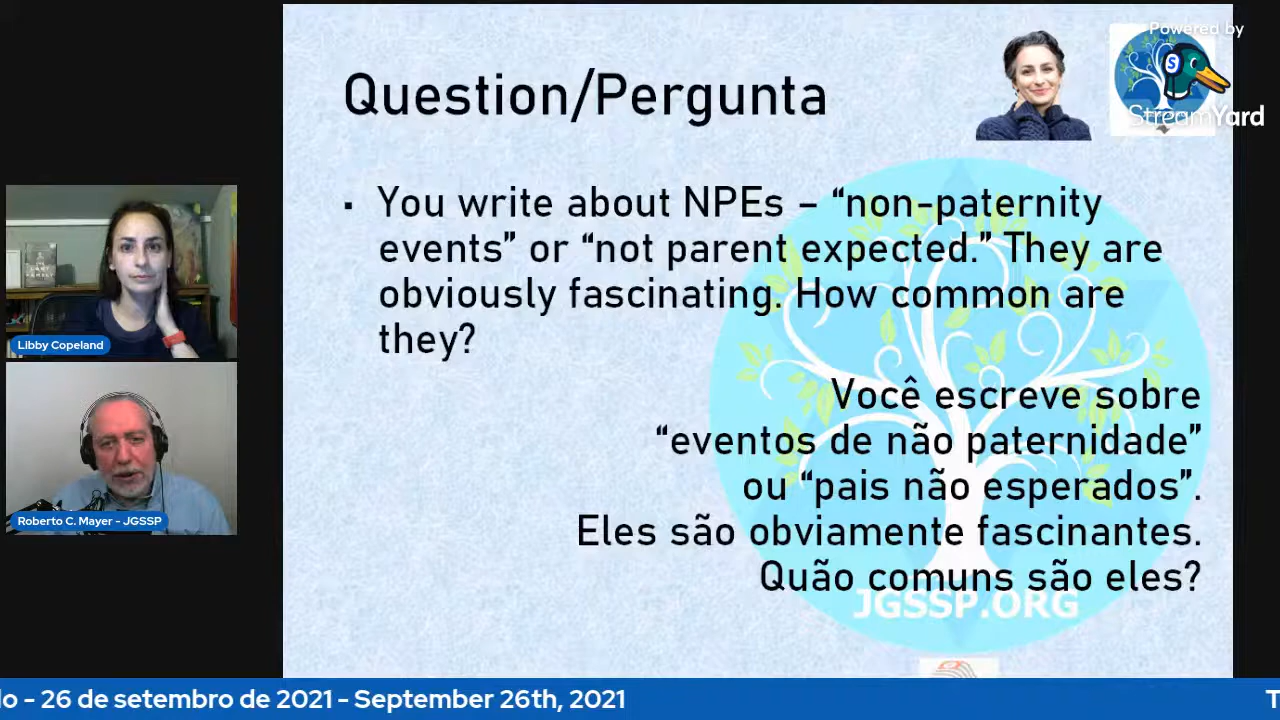 Powered by
StreamYard
Question/Pergunta
▪ You write about NPEs – “non-paternity
events” or “not parent expected.” They are
obviously fascinating. How common are
they?
Você escreve sobre
“eventos de não paternidade”
ou “pais não esperados”.
Eles são obviamente fascinantes.
Quão comuns são eles?
JGSSP.ORG
Libby Copeland
Roberto C. Mayer - JGSSP
lo - 26 de setembro de 2021 - September 26th, 2021